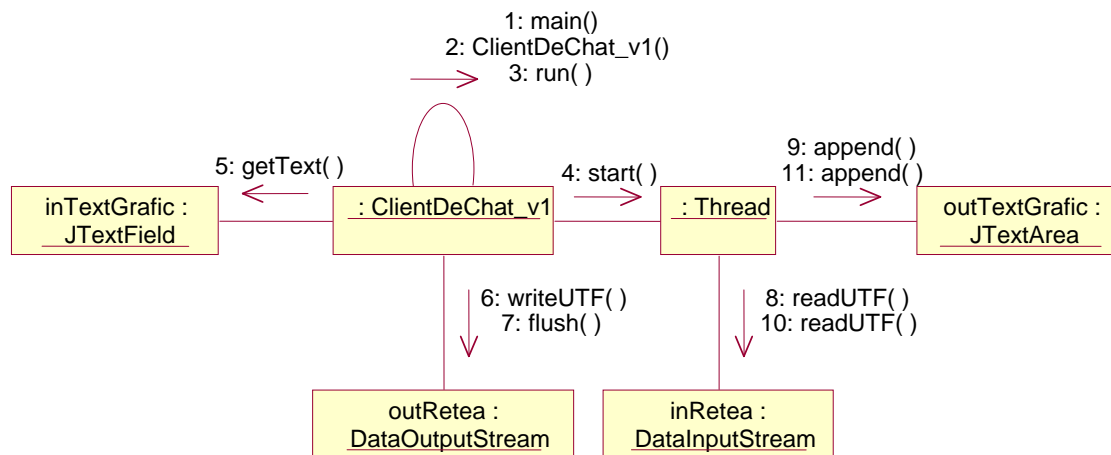 1: main()
2: ClientDeChat_v1()
3: run( )
5: getText( )
4: start( )
9: append( )
11: append( )
inTextGrafic :
JTextField
: ClientDeChat_v1
: Thread
outTextGrafic :
JTextArea
6: writeUTF( )
7: flush( )
8: readUTF( )
10: readUTF( )
outRetea :
DataOutputStream
inRetea :
DataInputStream